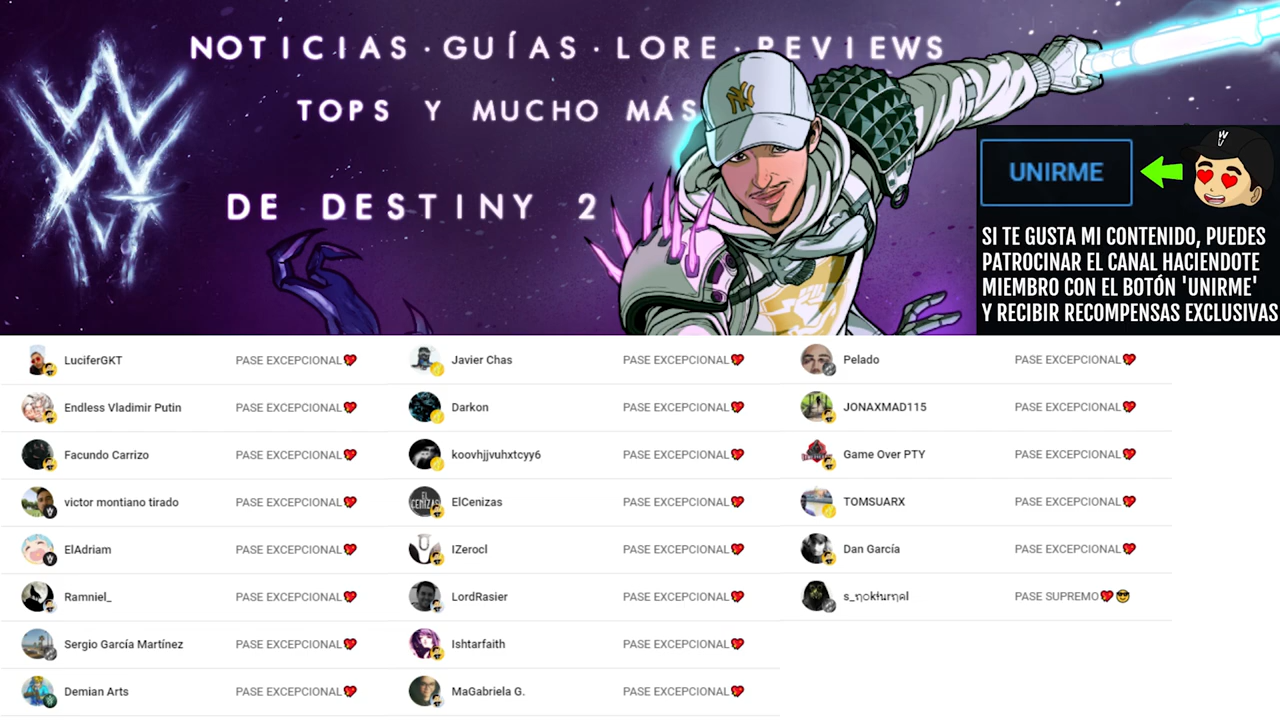 NOTICIAS · GUÍAS · LORE · REVIEWS
TOPS Y MUCHO MÁS
DE DESTINY 2
UNIRME
SI TE GUSTA MI CONTENIDO, PUEDES
PATROCINAR EL CANAL HACIENDOTE
MIEMBRO CON EL BOTÓN 'UNIRME'
Y RECIBIR RECOMPENSAS EXCLUSIVAS
LuciferGKT PASE EXCEPCIONAL
Endless Vladimir Putin PASE EXCEPCIONAL
Facundo Carrizo PASE EXCEPCIONAL
victor montiano tirado PASE EXCEPCIONAL
ElAdriam PASE EXCEPCIONAL
Ramniel_ PASE EXCEPCIONAL
Sergio García Martínez PASE EXCEPCIONAL
Demian Arts PASE EXCEPCIONAL
Javier Chas PASE EXCEPCIONAL
Darkon PASE EXCEPCIONAL
koovhjjvuhxtcyy6 PASE EXCEPCIONAL
ElCenizas PASE EXCEPCIONAL
IZerocl PASE EXCEPCIONAL
LordRasier PASE EXCEPCIONAL
Ishtarfaith PASE EXCEPCIONAL
MaGabriela G. PASE EXCEPCIONAL
Pelado PASE EXCEPCIONAL
JONAXMAD115 PASE EXCEPCIONAL
Game Over PTY PASE EXCEPCIONAL
TOMSUARX PASE EXCEPCIONAL
Dan García PASE EXCEPCIONAL
PASE SUPREMO